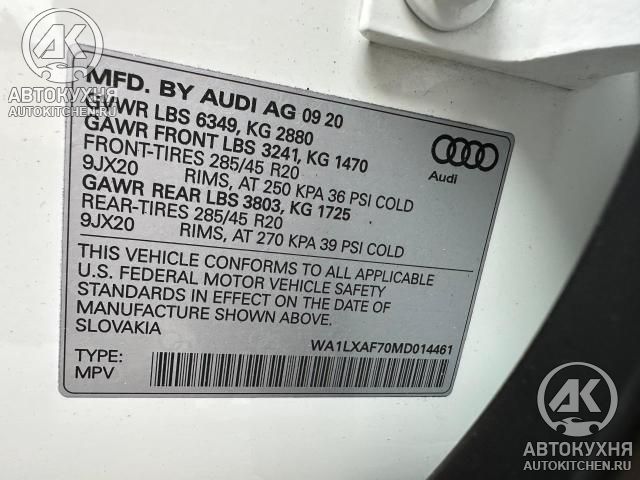 AK
АВТОКУХНЯ
AUTOKITCHEN.RU
MFD. BY AUDI AG 09 20
GVWR LBS 6349, KG 2880
GAWR FRONT LBS 3241, KG 1470
FRONT-TIRES 285/45 R20
9JX20 RIMS, AT 250 KPA 36 PSI COLD
GAWR REAR LBS 3803, KG 1725
REAR-TIRES 285/45 R20
9JX20 RIMS, AT 270 KPA 39 PSI COLD
Audi
THIS VEHICLE CONFORMS TO ALL APPLICABLE
U.S. FEDERAL MOTOR VEHICLE SAFETY
STANDARDS IN EFFECT ON THE DATE OF
MANUFACTURE SHOWN ABOVE.
SLOVAKIA
WA1LXAF70MD014461
TYPE:
MPV
AK
АВТОКУХНЯ
AUTOKITCHEN.RU